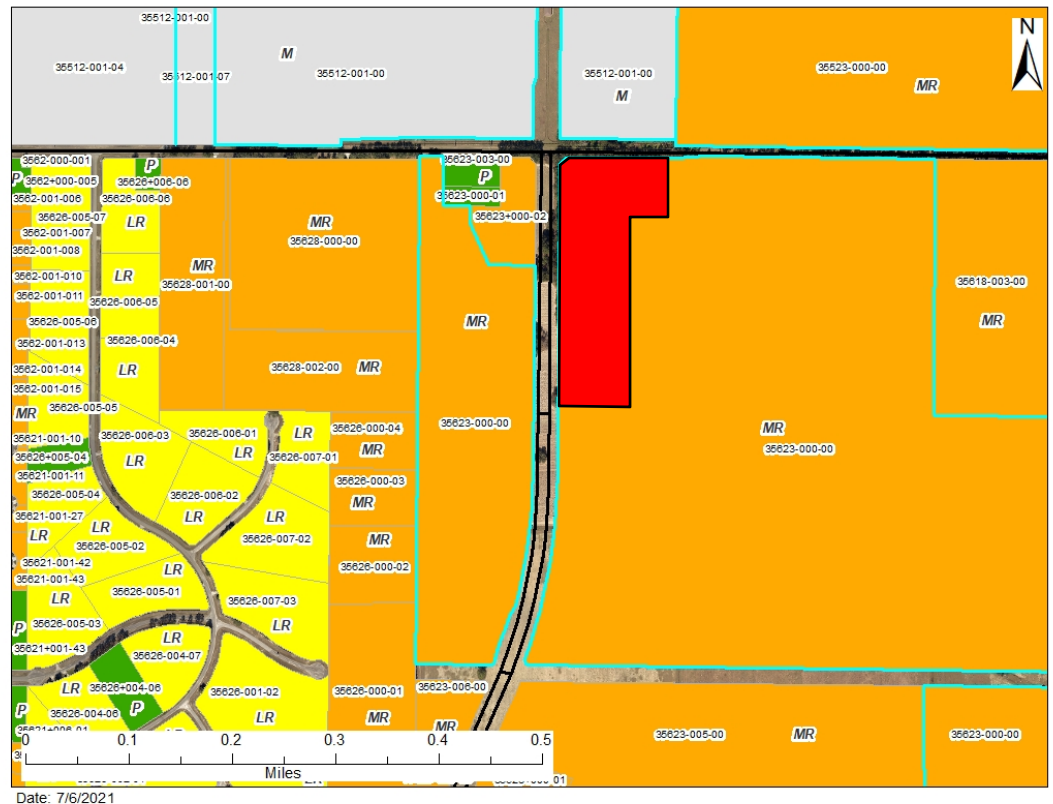 35512-001-00
N
35512-001-04
M
35512-001-07
35512-001-00
35512-001-00
M
35523-000-00
MR
3562-000-001
P
35623-003-00
P
P
3562+000-005
35626+006-06
3562-001-006
35626-006-06
35623-000-01
35626-005-07
LR
MR
35623+000-02
3562-001-007
35628-000-00
3562-001-008
MR
3562-001-010
LR
35628-001-00
35618-003-00
3562-001-011
35626-006-05
35626-005-06
MR
MR
3562-001-013
35626-006-04
3562-001-014
LR
35628-002-00
MR
3562-001-015
35626-005-05
MR
35623-000-00
35621-001-10
35626-006-03
35626-006-01
LR
35626-000-04
MR
35626+005-04
LR
LR
35626-007-01
MR
35623-000-00
35621-001-11
35626-000-03
35626-005-04
35626-006-02
MR
35621-001-27
LR
LR
LR
LR
35626-007-02
MR
35626-005-02
35621-001-42
LR
35626-000-02
35621-001-43
LR
35626-005-01
35626-007-03
35626-005-03
LR
P
LR
35621+001-43
35626-004-07
LR
35626+004-06
35626-001-02
35626-000-01
35623-006-00
P
35626-004-06
P
LR
MR
MR
35623-005-00
MR
35623-000-00
0
0.1
0.2
0.3
0.4
0.5
Miles
Date: 7/6/2021